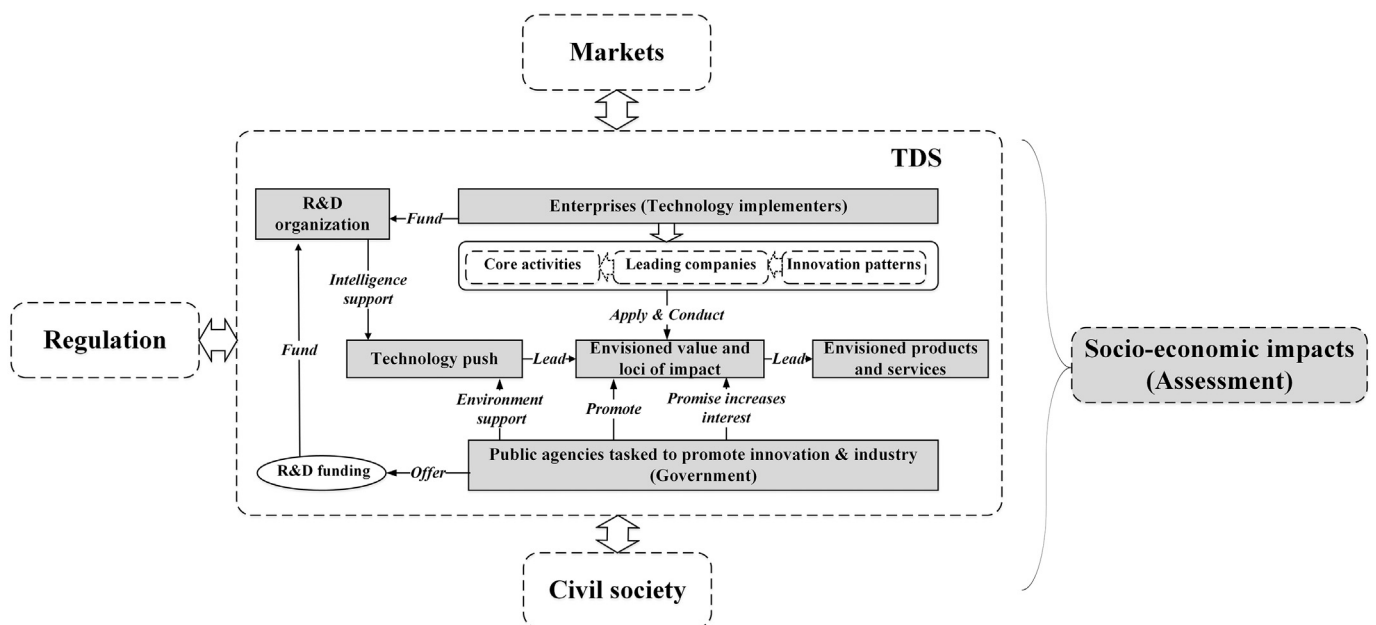 Markets
TDS
R&D
organization
Fund
Enterprises (Technology implementers)
Core activities
Leading companies
Innovation patterns
Intelligence
support
Apply & Conduct
Regulation
Fund
Technology push
Lead
Envisioned value and
loci of impact
Lead
Envisioned products
and services
Socio-economic impacts
(Assessment)
Environment
support
Promote
Promise increases
interest
R&D funding
Offer
Public agencies tasked to promote innovation & industry
(Government)
Civil society